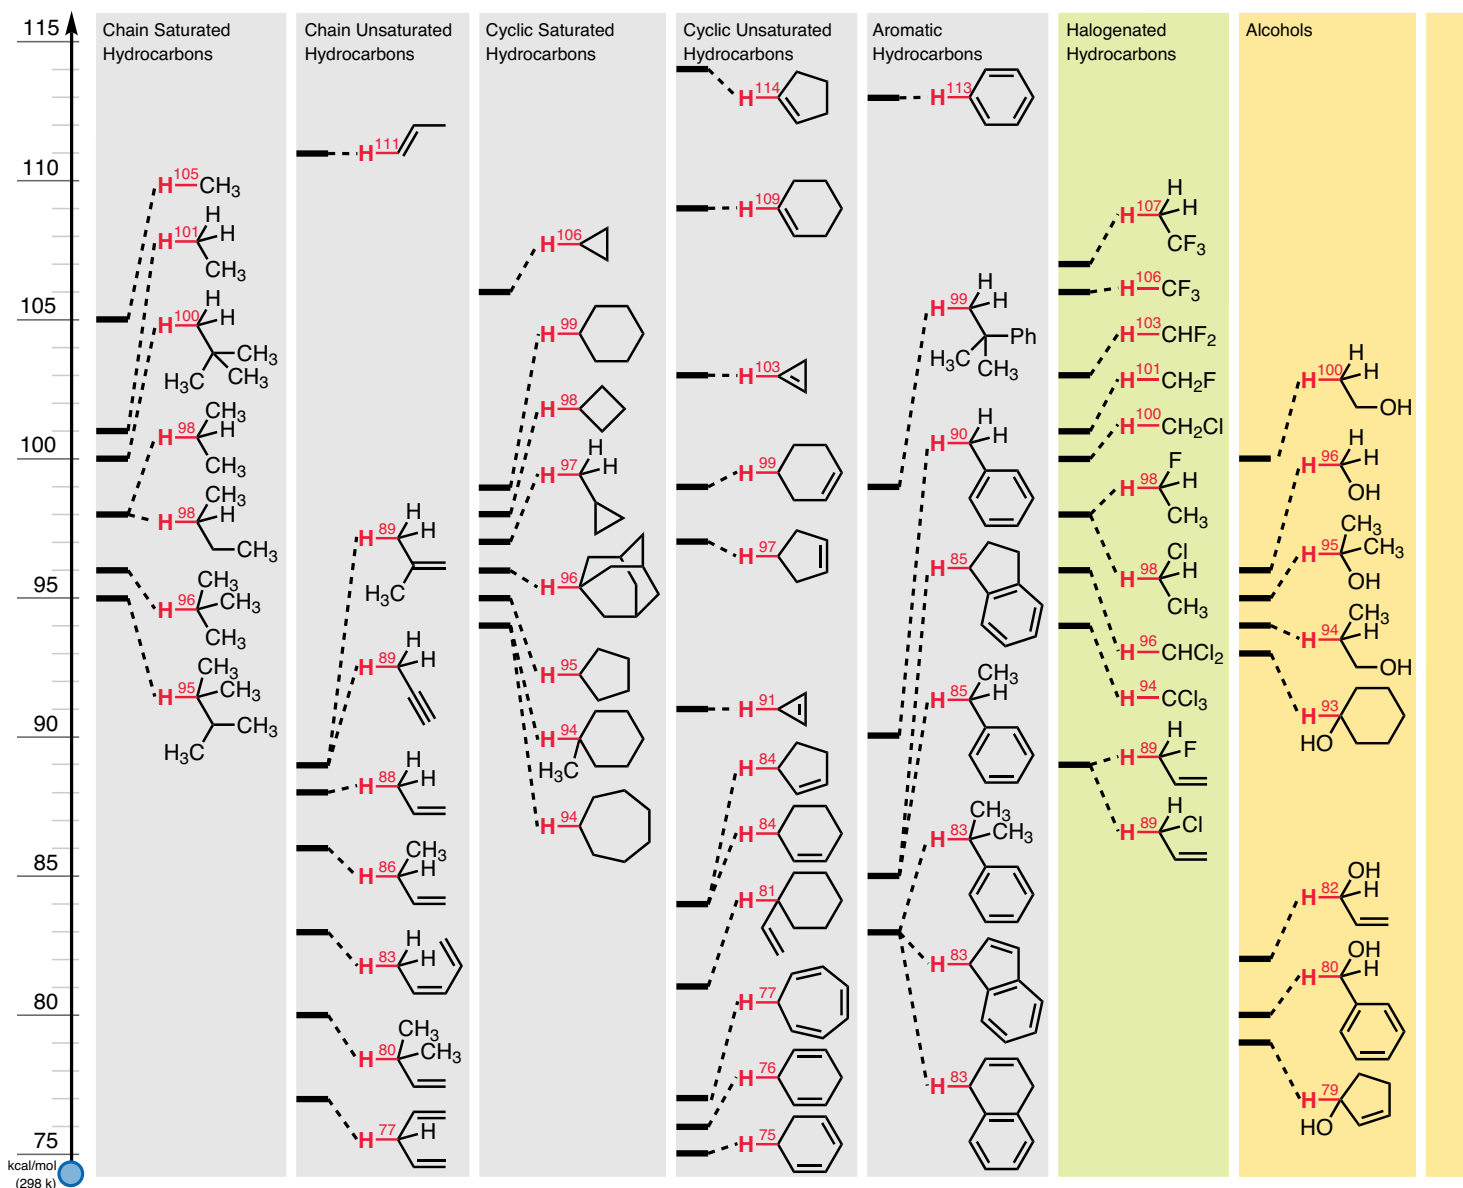 115
110
105
100
95
90
85
80
75
kcal/mol
(298 k)
Chain Saturated
Hydrocarbons
H 105 CH3
H
H 101 H
CH3
H
H 100 H
CH3
H3C CH3
CH3
H 98 H
CH3
CH3
H 98 H
CH3
CH3
H 96 CH3
CH3
CH3
H 95 CH3
CH3
H3C
Chain Unsaturated
Hydrocarbons
H 111
H
H 89 H
H3C
H
H 89 H
H
H 88 H
CH3
H 86 H
H
H 83 H
CH3
H 80 CH3
H 77 H
Cyclic Saturated
Hydrocarbons
H 106
H 99
H 98
H
H 97 H
H 96
H 95
H 94
H3C
H 94
Cyclic Unsaturated
Hydrocarbons
H 114
H 109
H 103
H 99
H 97
H 91
H 84
H 84
H 81
H 77
H 76
H 75
Aromatic
Hydrocarbons
H 113
H
H 99 H
Ph
H3C CH3
H
H 90 H
H 85
CH3
H 85 H
CH3
H 83 CH3
H 83
H 83
Halogenated
Hydrocarbons
H
H 107 H
CF3
H 106 CF3
H 103 CHF2
H 101 CH2F
H 100 CH2Cl
F
H 98 H
CH3
Cl
H 98 H
CH3
H 96 CHCl2
H 94 CCl3
H
H 89 F
H
H 89 Cl
Alcohols
H
H 100 H
OH
H
H 96 H
OH
CH3
H 95 CH3
OH
CH3
H 94 H
OH
H 93
HO
OH
H 82 H
OH
H 80 H
H 79
HO